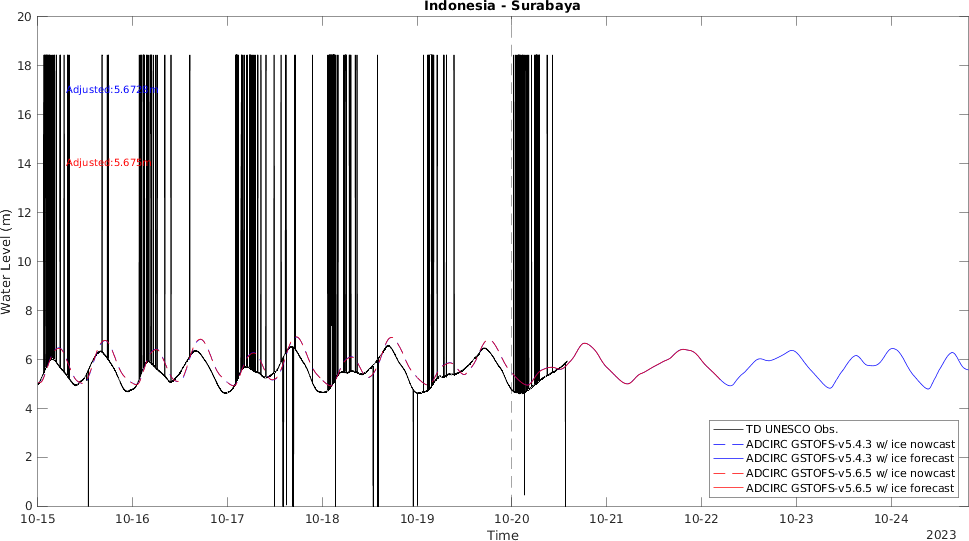 Indonesia - Surabaya
20
18
16
14
12
10
8
6
4
2
0
Water Level (m)
Adjusted:5.675m
10-15
10-16
10-17
10-18
10-19
10-20
10-21
10-22
10-23
10-24
Time
2023
TD UNESCO Obs.
ADCIRC GSTOFS-v5.4.3 w/ ice nowcast
ADCIRC GSTOFS-v5.4.3 w/ ice forecast
ADCIRC GSTOFS-v5.6.5 w/ ice nowcast
ADCIRC GSTOFS-v5.6.5 w/ ice forecast